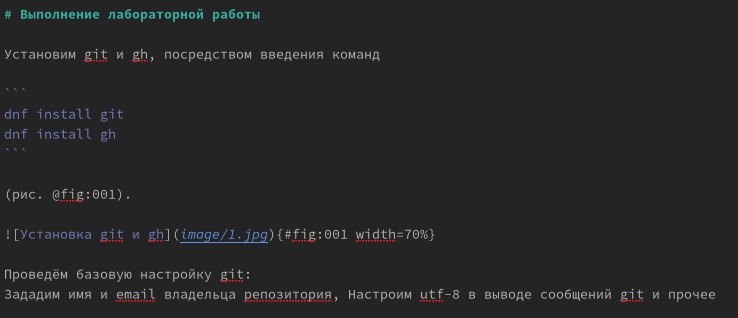 # Выполнение лабораторной работы
Установим git и gh, посредством введения команд
```
dnf install git
dnf install gh
```
(рис. @fig:001).
![Установка git и gh](image/1.jpg){#fig:001 width=70%}
Проведём базовую настройку git:
Зададим имя и email владельца репозитория, Настроим utf-8 в выводе сообщений git и прочее